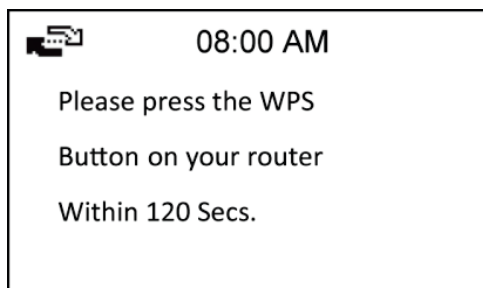 08:00 AM
Please press the WPS
Button on your router
Within 120 Secs.